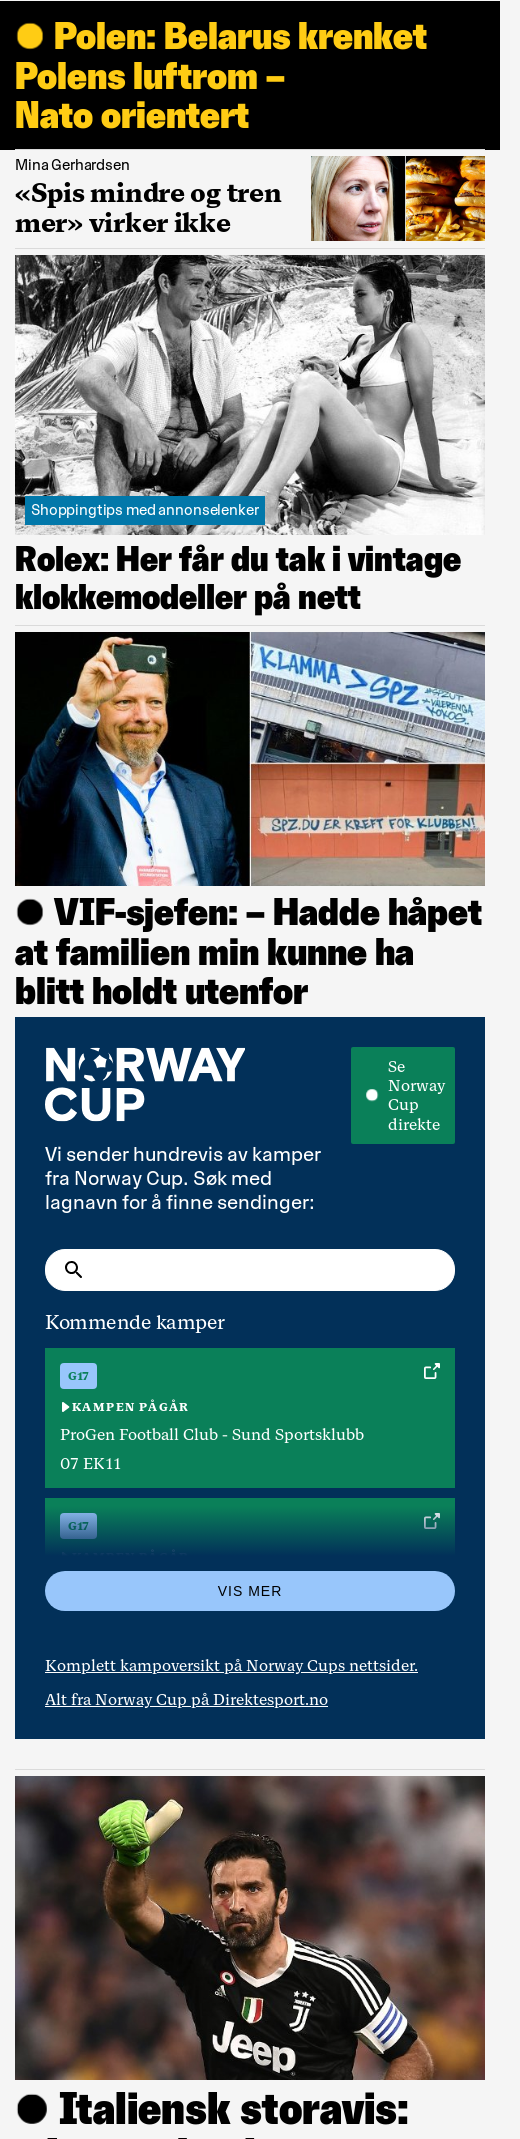 Polen: Belarus krenket
Polens luftrom –
Nato orientert
Mina Gerhardsen
«Spis mindre og tren
mer» virker ikke
Shoppingtips med annonselenker
Rolex: Her får du tak i vintage
klokkemodeller på nett
KLAMMA > SPZ
SPZ. DU ER KREFT FOR KLUBBEN!
VIF-sjefen: – Hadde håpet
at familien min kunne ha
blitt holdt utenfor
NORWAY
CUP
Se
Norway
Cup
direkte
Vi sender hundrevis av kamper
fra Norway Cup. Søk med
lagnavn for å finne sendinger:
Kommende kamper
G17
KAMPEN PÅGÅR
ProGen Football Club - Sund Sportsklubb
07 EK11
G17
VIS MER
Komplett kampoversikt på Norway Cups nettsider.
Alt fra Norway Cup på Direktesport.no
Jeep
Italiensk storavis: